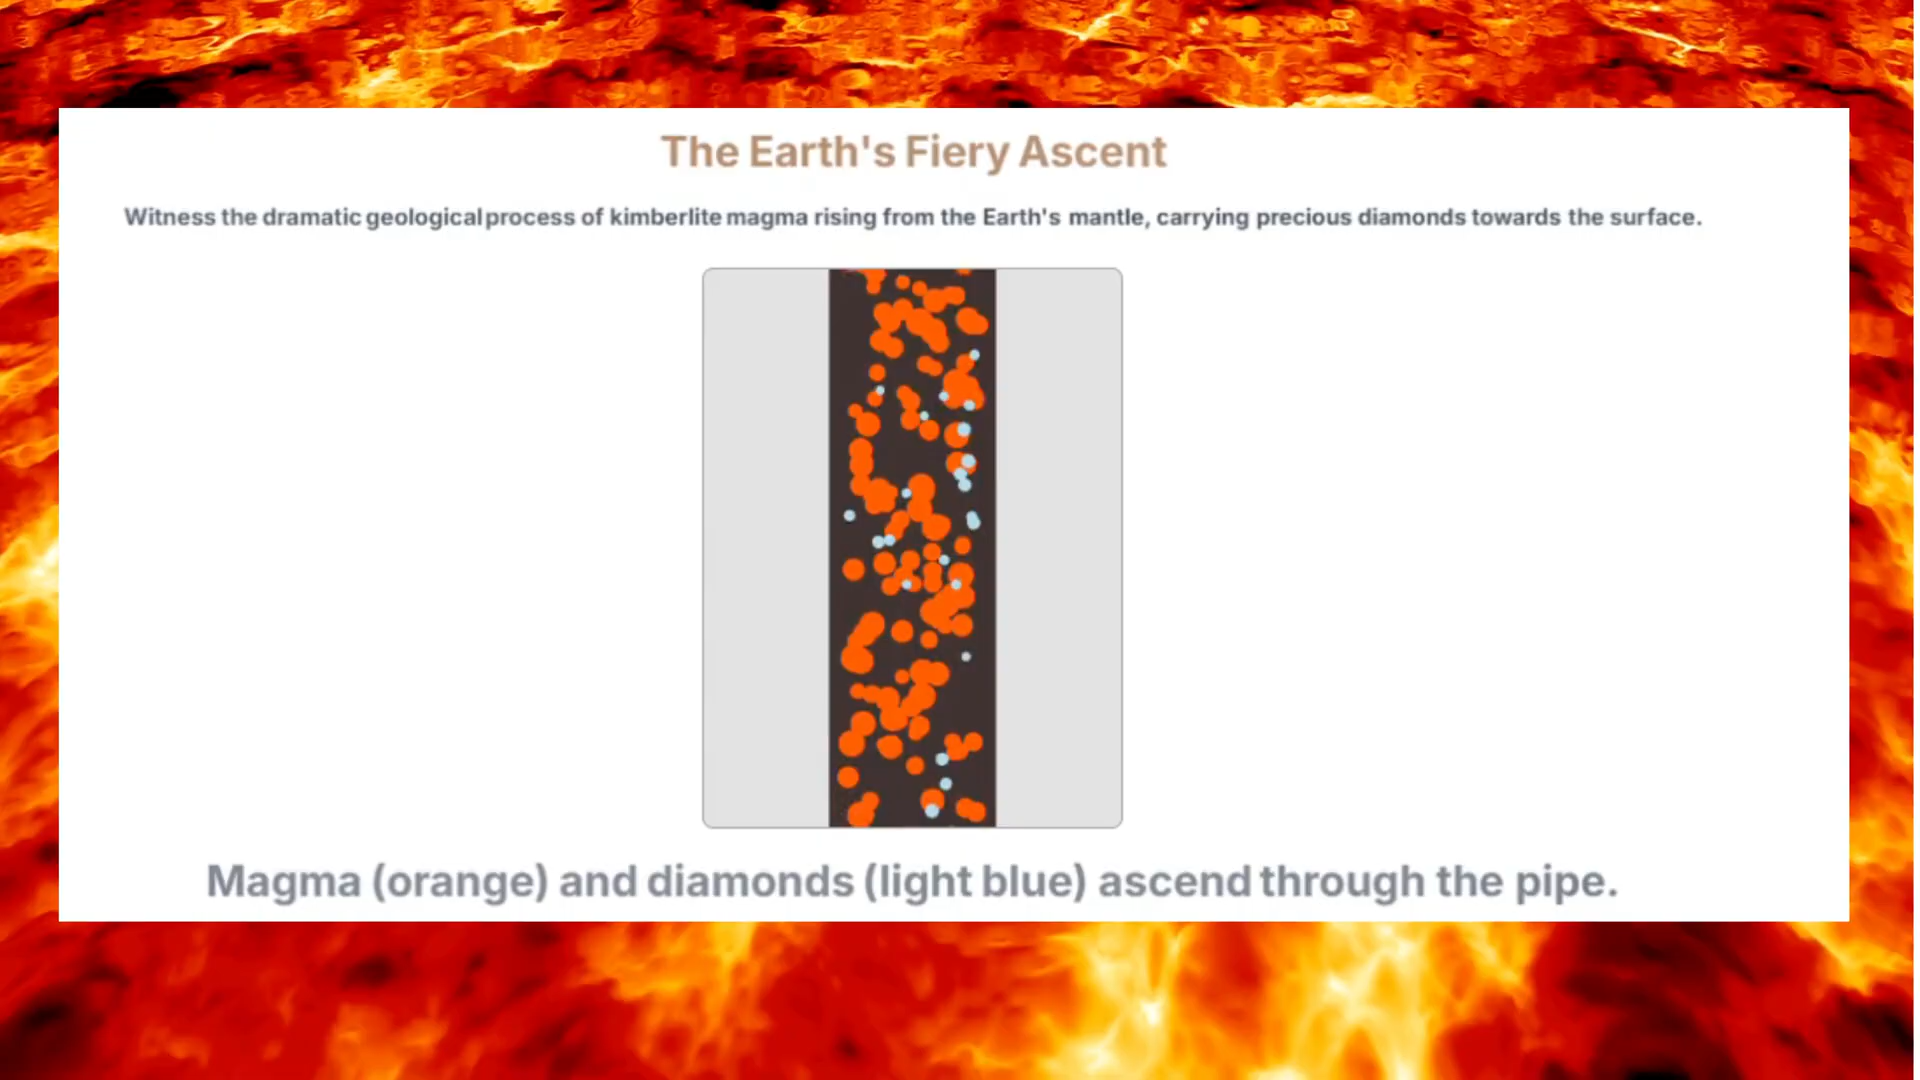 The Earth's Fiery Ascent
Witness the dramatic geological process of kimberlite magma rising from the Earth's mantle, carrying precious diamonds towards the surface.
Magma (orange) and diamonds (light blue) ascend through the pipe.